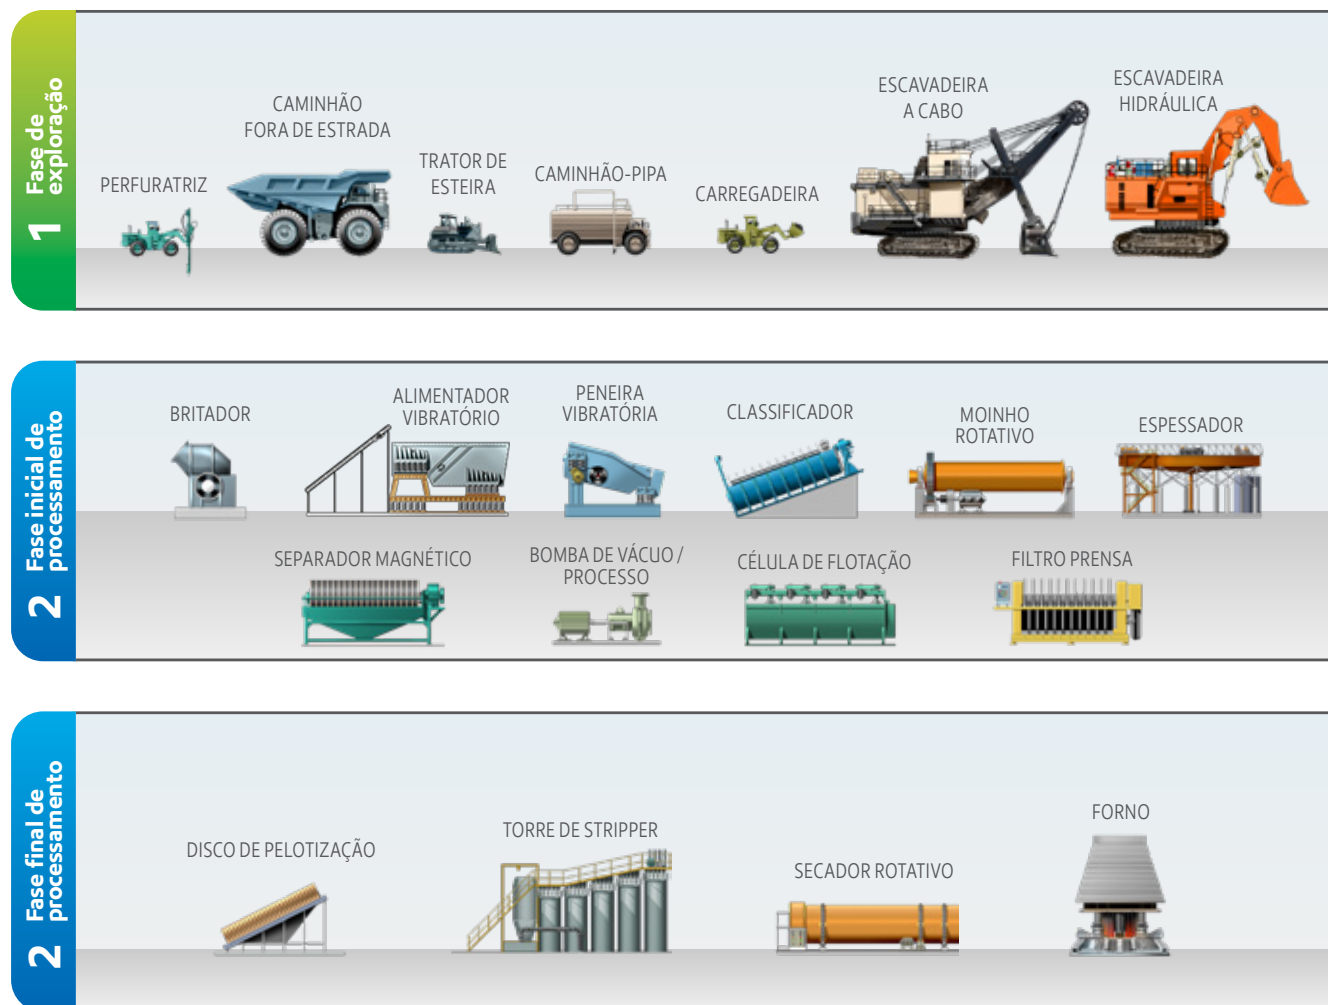 1 Fase de
exploração
PERFURATRIZ
CAMINHÃO
FORA DE ESTRADA
TRATOR DE
ESTEIRA
CAMINHÃO-PIPA
CARREGADEIRA
ESCAVADEIRA
A CABO
ESCAVADEIRA
HIDRÁULICA
2 Fase inicial de
processamento
BRITADOR
ALIMENTADOR
VIBRATÓRIO
PENEIRA
VIBRATÓRIA
CLASSIFICADOR
MOINHO
ROTATIVO
ESPESSADOR
SEPARADOR MAGNÉTICO
BOMBA DE VÁCUO /
PROCESSO
CÉLULA DE FLOTAÇÃO
FILTRO PRENSA
2 Fase final de
processamento
DISCO DE PELOTIZAÇÃO
TORRE DE STRIPPER
SECADOR ROTATIVO
FORNO